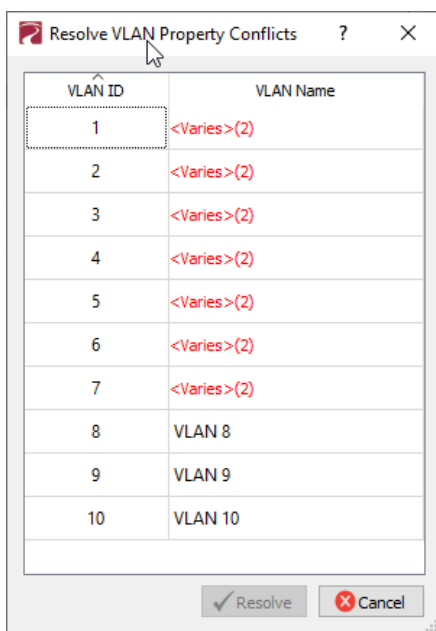 Resolve VLAN Property Conflicts ?
VLAN ID VLAN Name
1 <Varies>(2)
2 <Varies>(2)
3 <Varies>(2)
4 <Varies>(2)
5 <Varies>(2)
6 <Varies>(2)
7 <Varies>(2)
8 VLAN 8
9 VLAN 9
10 VLAN 10
Resolve Cancel